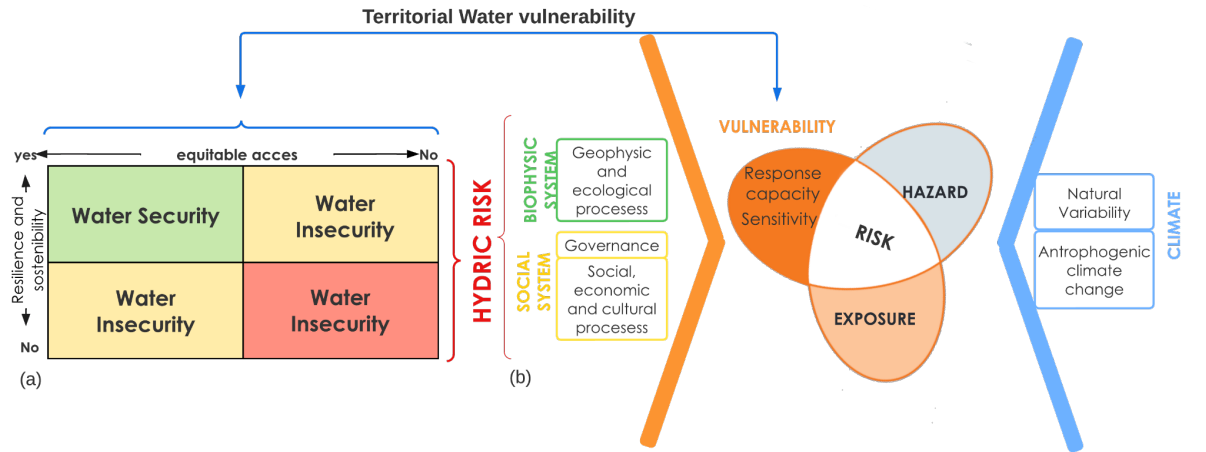 Territorial Water vulnerability
yes
equitable acces
No
Resilience and
sostenibility
No
Water Security
Water
Insecurity
Water
Insecurity
Water
Insecurity
(a)
HYDRIC RISK
(b)
BIOPHYSIC
SYSTEM
Geophysic
and
ecological
procesess
SOCIAL
SYSTEM
Governance
Social,
economic
and cultural
procesess
VULNERABILITY
Response
capacity
Sensitivity
HAZARD
RISK
EXPOSURE
Natural
Variability
Antrophogenic
climate
change
CLIMATE